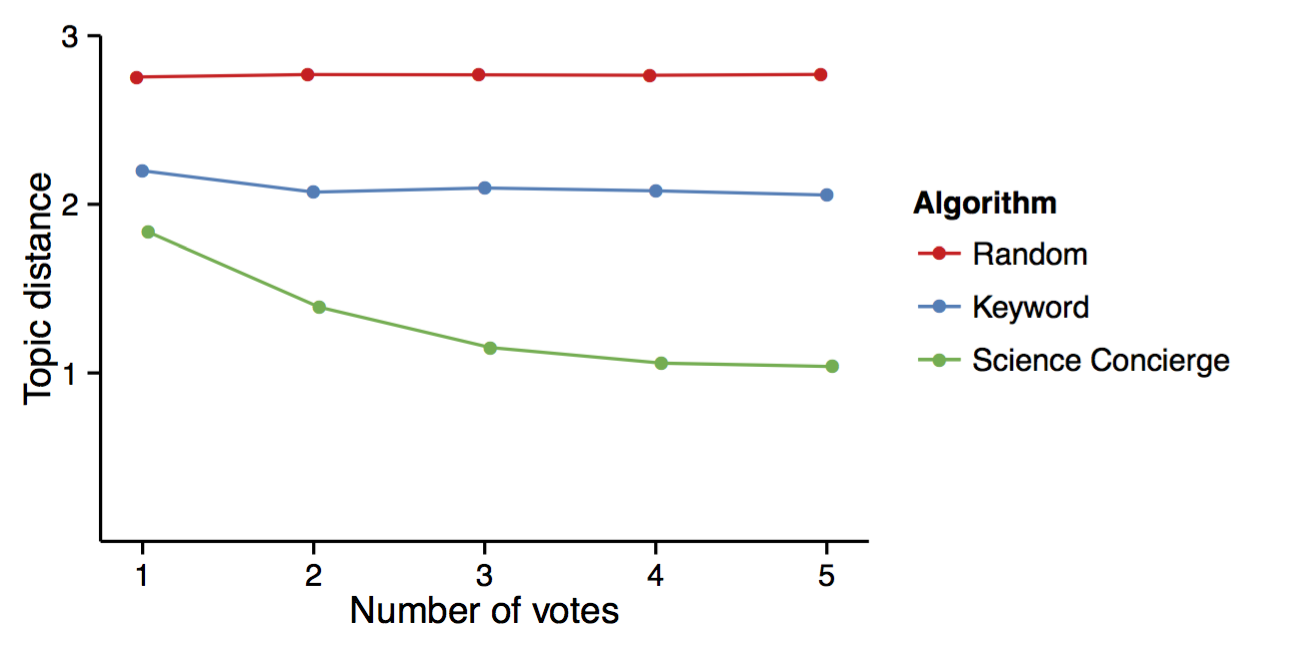 3
2
1
Topic distance
1 2 3 4 5
Number of votes
Algorithm
Random
Keyword
Science Concierge